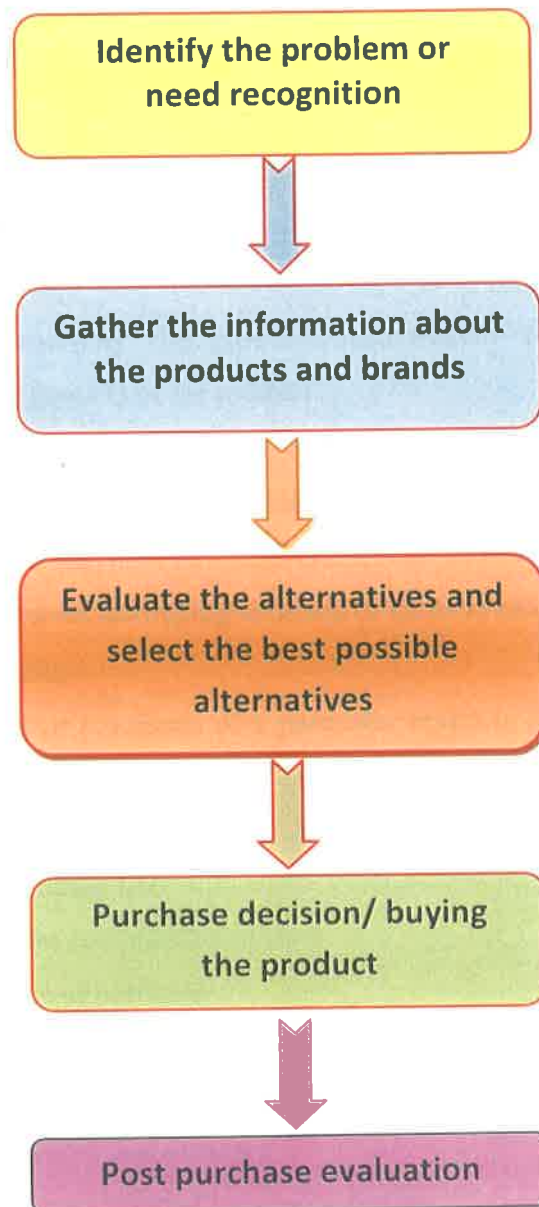 Identify the problem or
need recognition
Gather the information about
the products and brands
Evaluate the alternatives and
select the best possible
alternatives
Purchase decision/ buying
the product
Post purchase evaluation